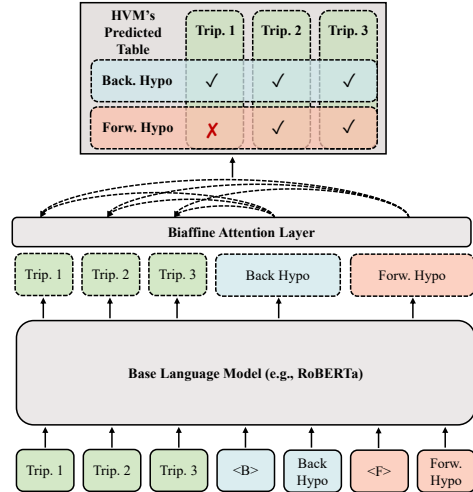 HVM's
Predicted
Table
Trip. 1 Trip. 2 Trip. 3
Back. Hypo ✓ ✓ ✓
Forw. Hypo ✗ ✓ ✓
Biaffine Attention Layer
Trip. 1 Trip. 2 Trip. 3 Back Hypo Forw. Hypo
Base Language Model (e.g., RoBERTa)
Trip. 1 Trip. 2 Trip. 3 <B> Back
Hypo <F> Forw.
Hypo